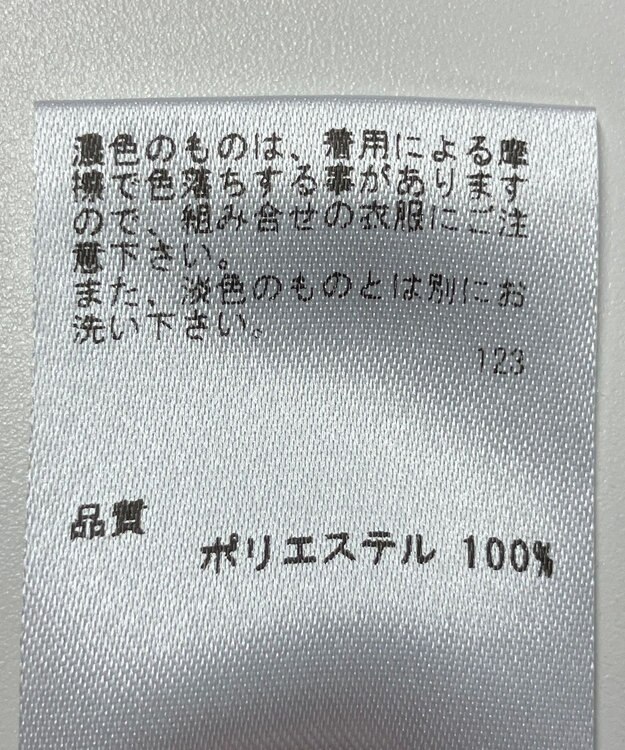 濃色のものは、着用による摩
擦で色落ちする事があります
ので、組み合せの衣服にご注
意下さい。
また、淡色のものとは別にお
洗い下さい。
123
品質
ポリエステル 100%